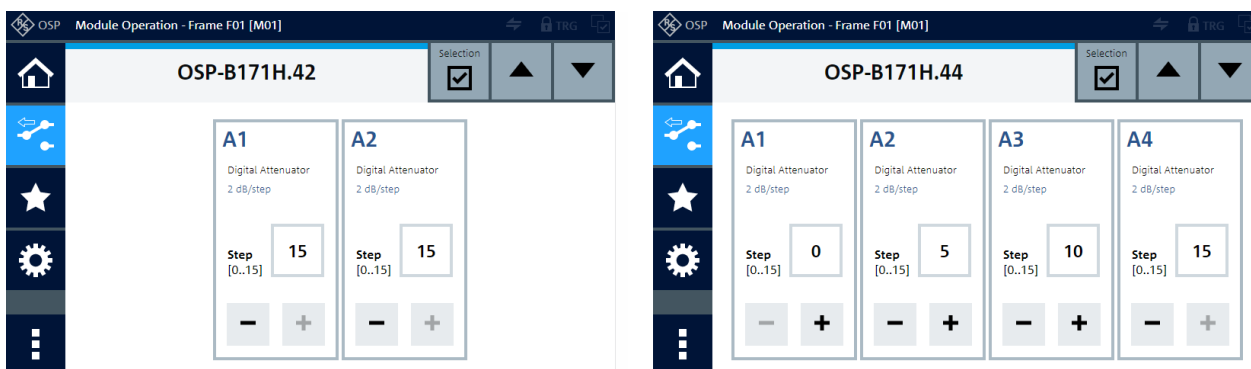 R&S OSP Module Operation - Frame F01 [M01] TRG
Selection
OSP-B171H.42
A1 A2
Digital Attenuator Digital Attenuator
2 dB/step 2 dB/step
15 15
Step Step
[0..15] [0..15]
− + − +
R&S OSP Module Operation - Frame F01 [M01] TRG
Selection
OSP-B171H.44
A1 A2 A3 A4
Digital Attenuator Digital Attenuator Digital Attenuator Digital Attenuator
2 dB/step 2 dB/step 2 dB/step 2 dB/step
0 5 10 15
Step Step Step Step
[0..15] [0..15] [0..15] [0..15]
− + − + − + − +